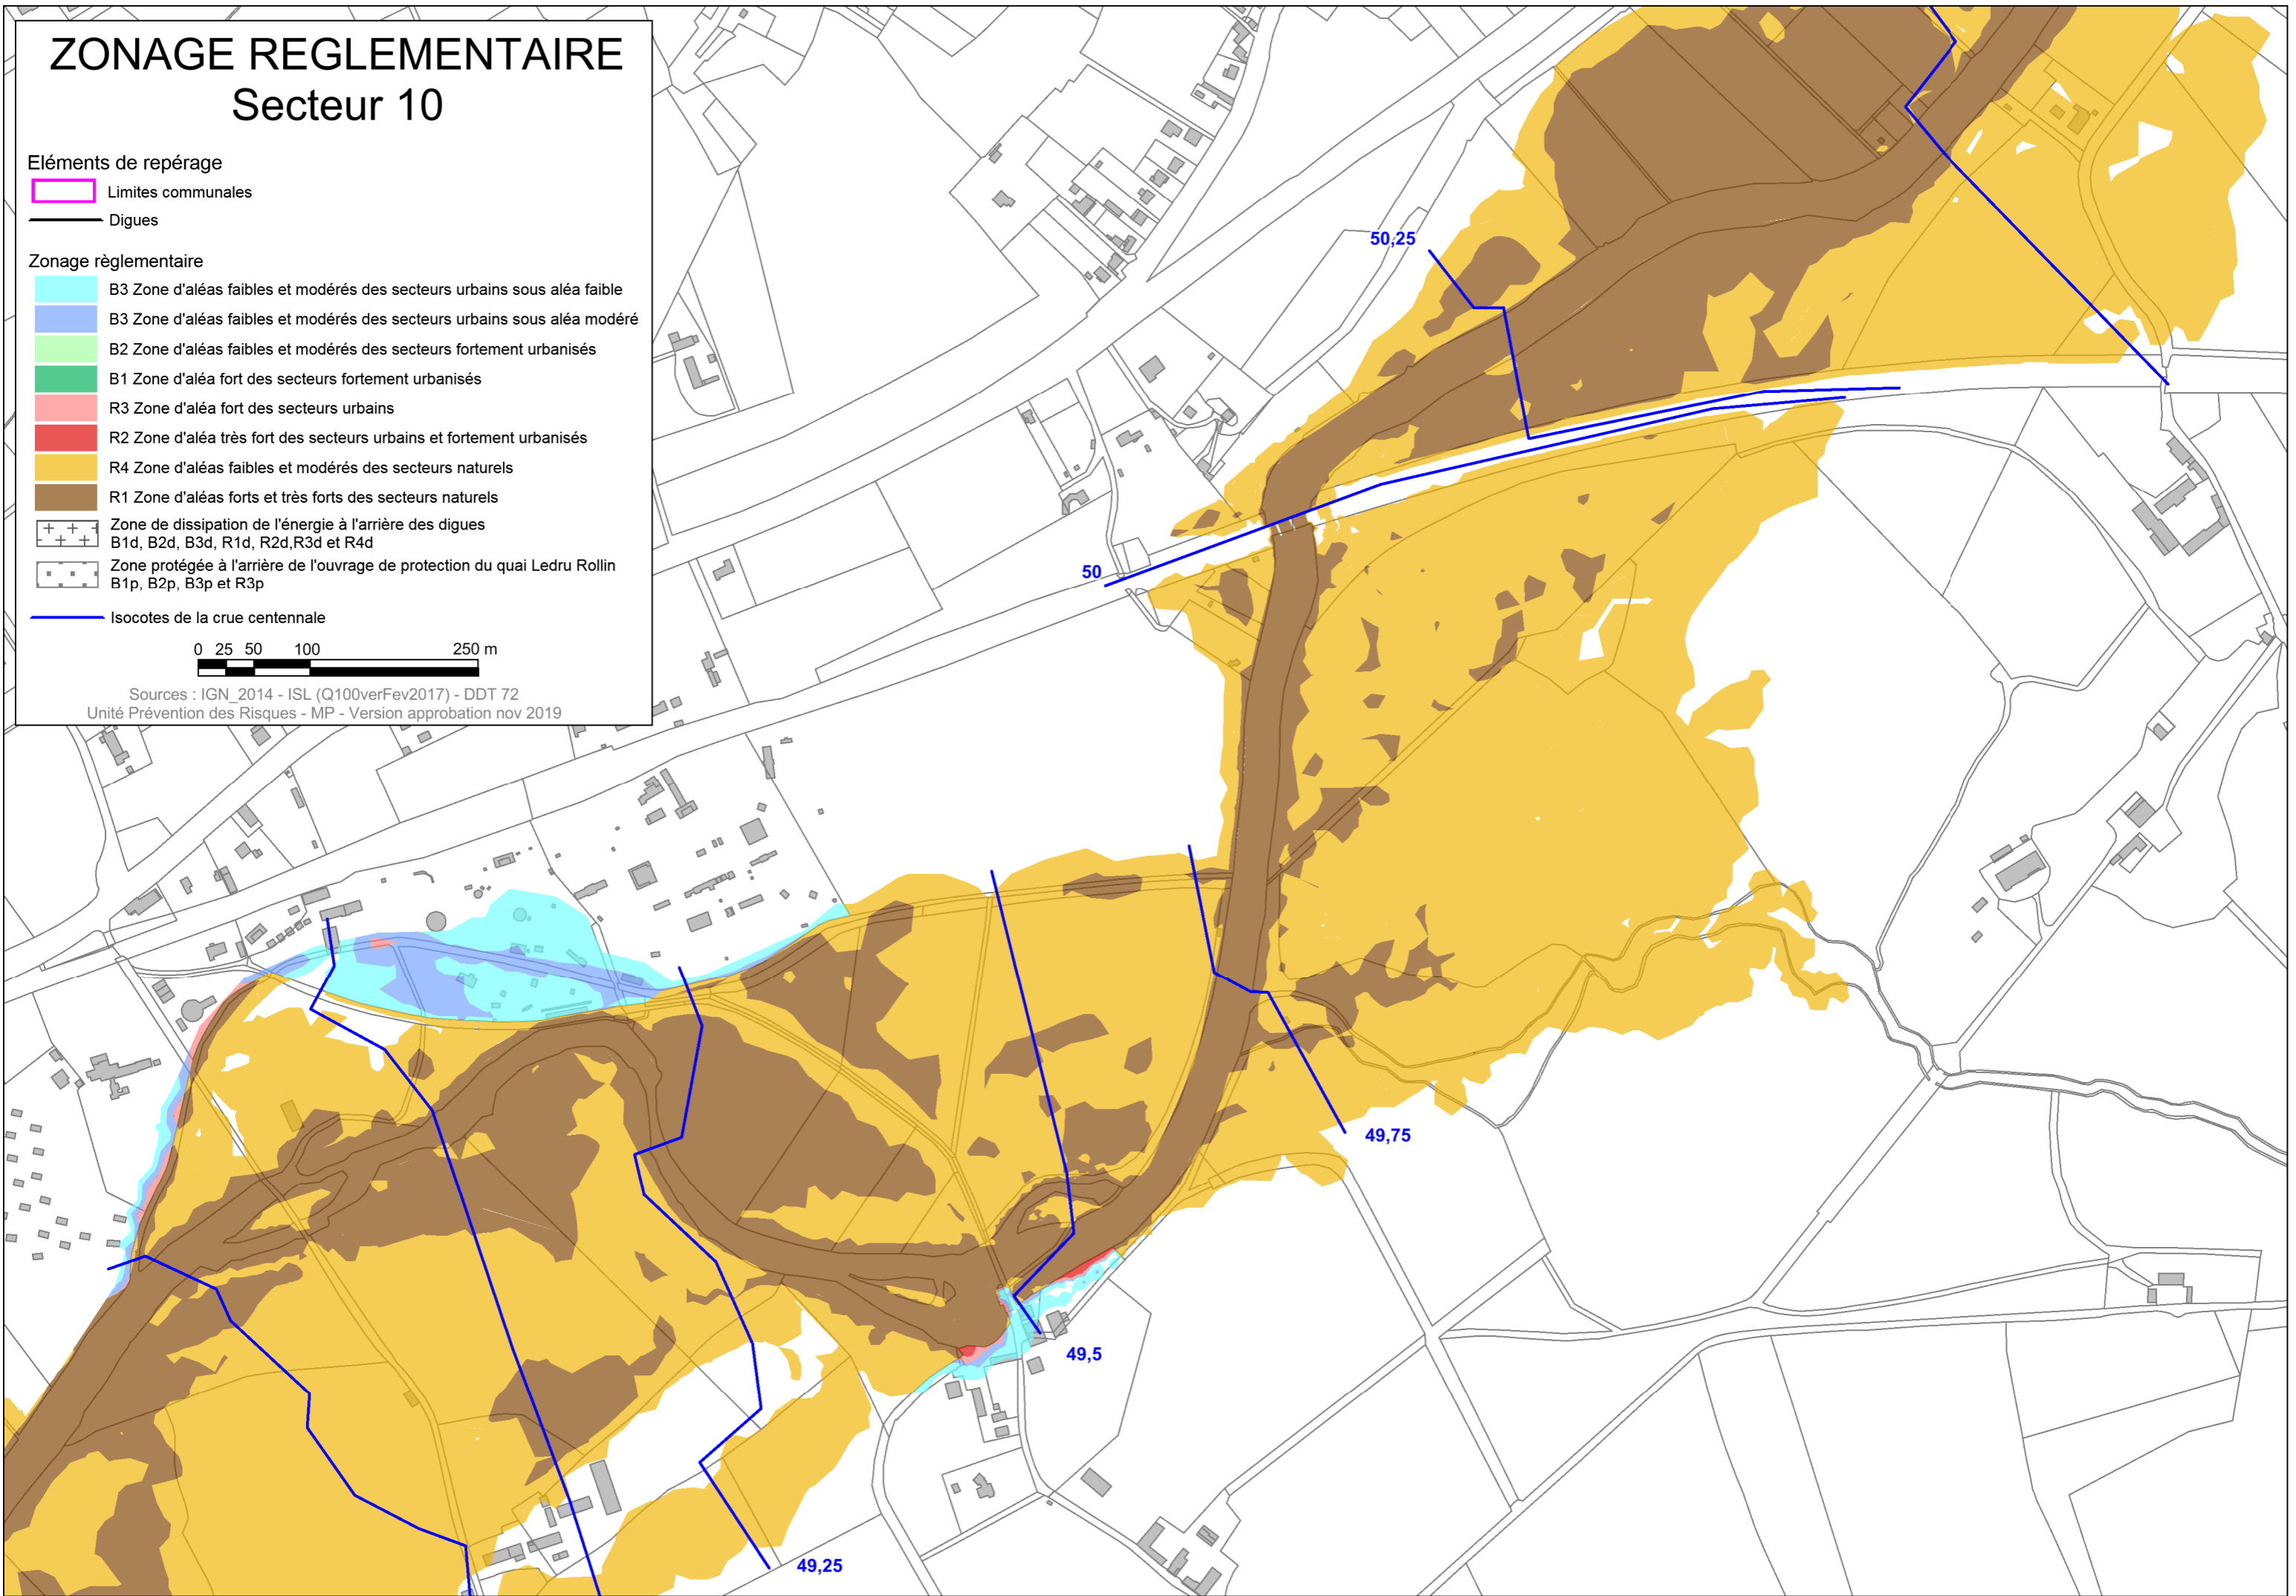 ZONAGE REGLEMENTAIRE
Secteur 10
Eléments de repérage
Limites communales
Digues
Zonage règlementaire
B3 Zone d'aléas faibles et modérés des secteurs urbains sous aléa faible
B3 Zone d'aléas faibles et modérés des secteurs urbains sous aléa modéré
B2 Zone d'aléas faibles et modérés des secteurs fortement urbanisés
B1 Zone d'aléa fort des secteurs fortement urbanisés
R3 Zone d'aléa fort des secteurs urbains
R2 Zone d'aléa très fort des secteurs urbains et fortement urbanisés
R4 Zone d'aléas faibles et modérés des secteurs naturels
R1 Zone d'aléas forts et très forts des secteurs naturels
Zone de dissipation de l'énergie à l'arrière des digues
B1d, B2d, B3d, R1d, R2d,R3d et R4d
Zone protégée à l'arrière de l'ouvrage de protection du quai Ledru Rollin
B1p, B2p, B3p et R3p
Isocotes de la crue centennale
0 25 50 100 250 m
Sources : IGN_2014 - ISL (Q100verFev2017) - DDT 72
Unité Prévention des Risques - MP - Version approbation nov 2019
50,25
50
49,75
49,5
49,25